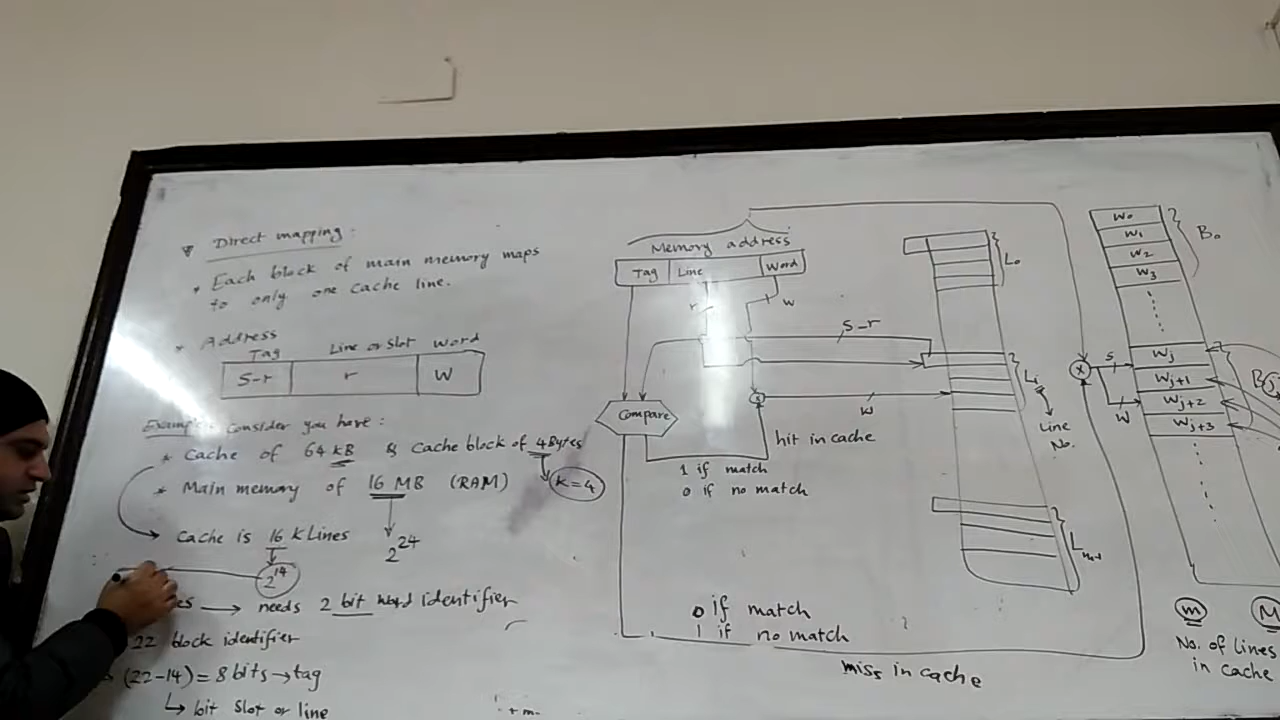 Direct mapping:
* Each block of main memory maps
to only one cache line.
* Address
Tag Line or Slot word
S-r r W
Example: Consider you have:
* Cache of 64 kB & Cache block of 4 Bytes
k=4
* Main memory of 16 MB (RAM)
2^24
Cache is 16 k Lines
2^14
needs 2 bit word identifier
22 block identifier
(22-14) = 8 bits → tag
↳ bit Slot or line
Memory address
Tag Line Word
r
w
S-r
Compare
w
hit in cache
1 if match
0 if no match
0 if match
1 if no match
miss in cache
L0
Li
Line
No.
X
S
W
W0
W1
W2
W3
B0
Wj
Wj+1
Wj+2
Wj+3
m
M
No. of lines
in cache